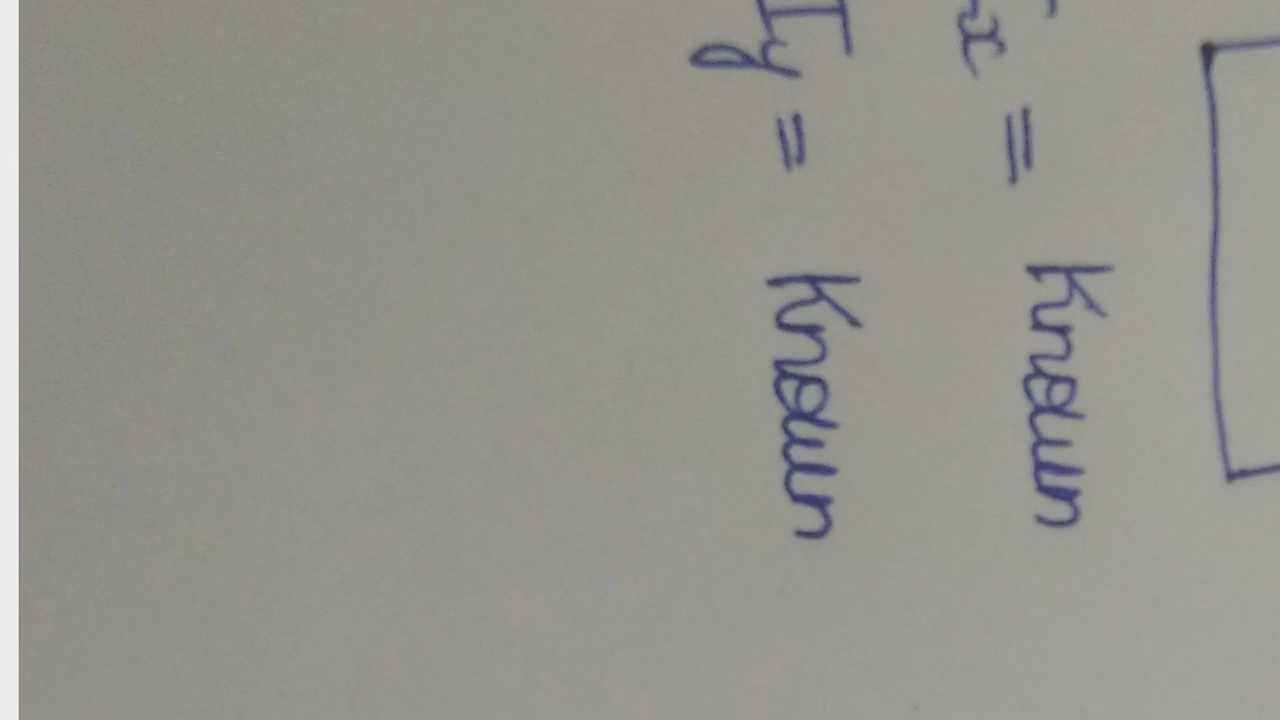 x = Known
Iy = Known